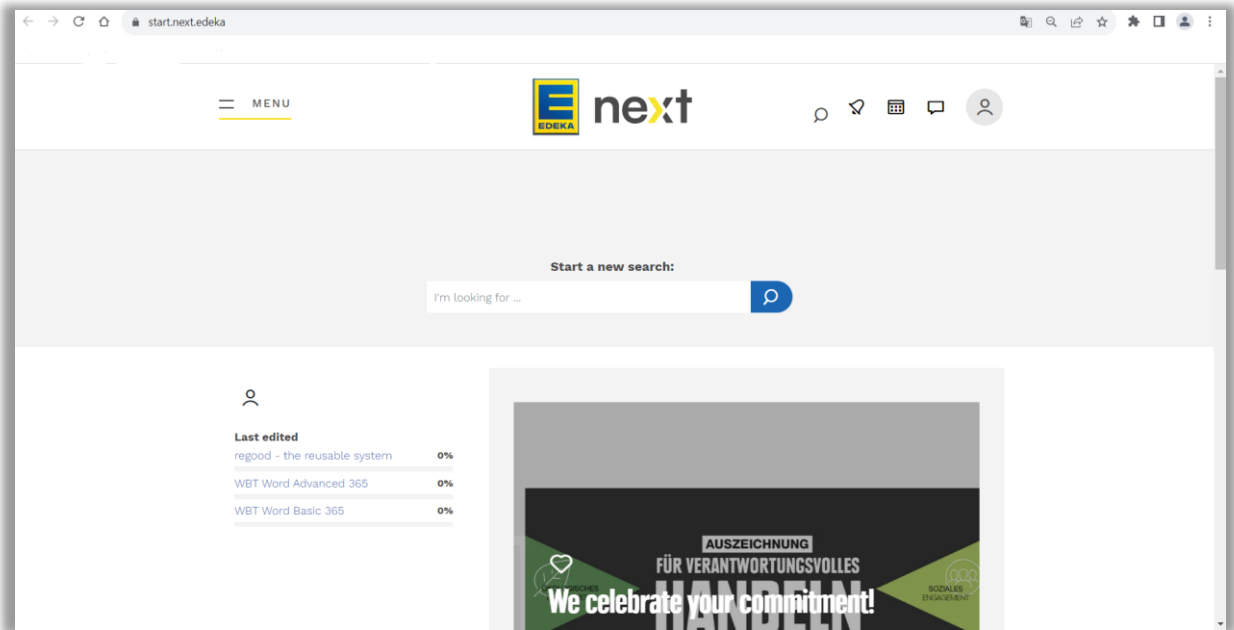 start.next.edeka
MENU
EDEKA
next
Start a new search:
I'm looking for ...
Last edited
regood - the reusable system 0%
WBT Word Advanced 365 0%
WBT Word Basic 365 0%
AUSZEICHNUNG
FÜR VERANTWORTUNGSVOLLES
HANDELN
SOZIALES
ENGAGEMENT
We celebrate your commitment!